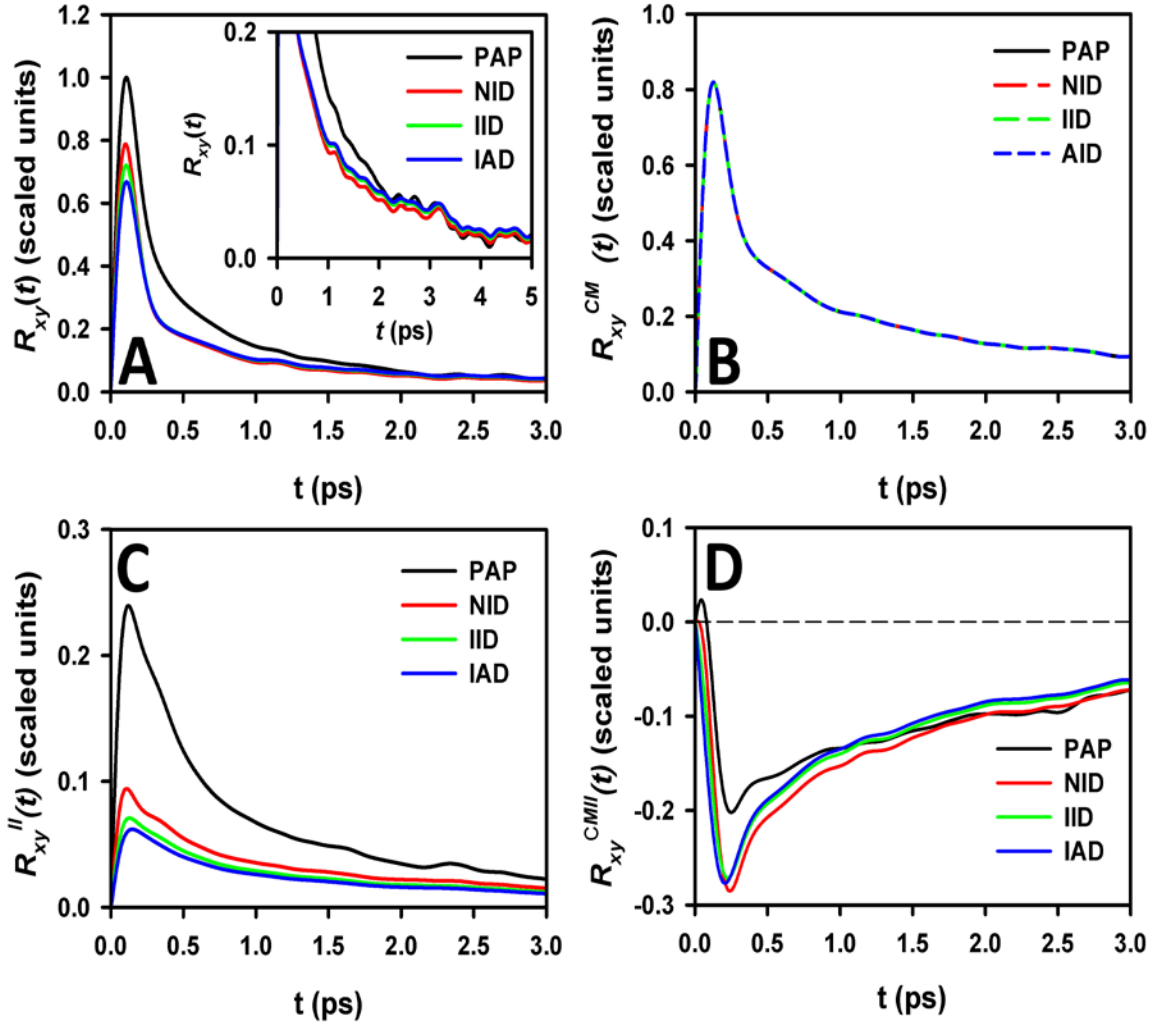 R_xy(t) (scaled units)
1.2
1.0
0.8
0.6
0.4
0.2
0.0
0.0 0.5 1.0 1.5 2.0 2.5 3.0
t (ps)
A
R_xy(t)
0.2
0.1
0.0
0 1 2 3 4 5
t (ps)
PAP
NID
IID
IAD
R_xy^CM (t) (scaled units)
1.0
0.8
0.6
0.4
0.2
0.0
0.0 0.5 1.0 1.5 2.0 2.5 3.0
t (ps)
B
PAP
NID
IID
AID
R_xy^II(t) (scaled units)
0.3
0.2
0.1
0.0
0.0 0.5 1.0 1.5 2.0 2.5 3.0
t (ps)
C
PAP
NID
IID
IAD
R_xy^CMII(t) (scaled units)
0.1
0.0
-0.1
-0.2
-0.3
0.0 0.5 1.0 1.5 2.0 2.5 3.0
t (ps)
D
PAP
NID
IID
IAD